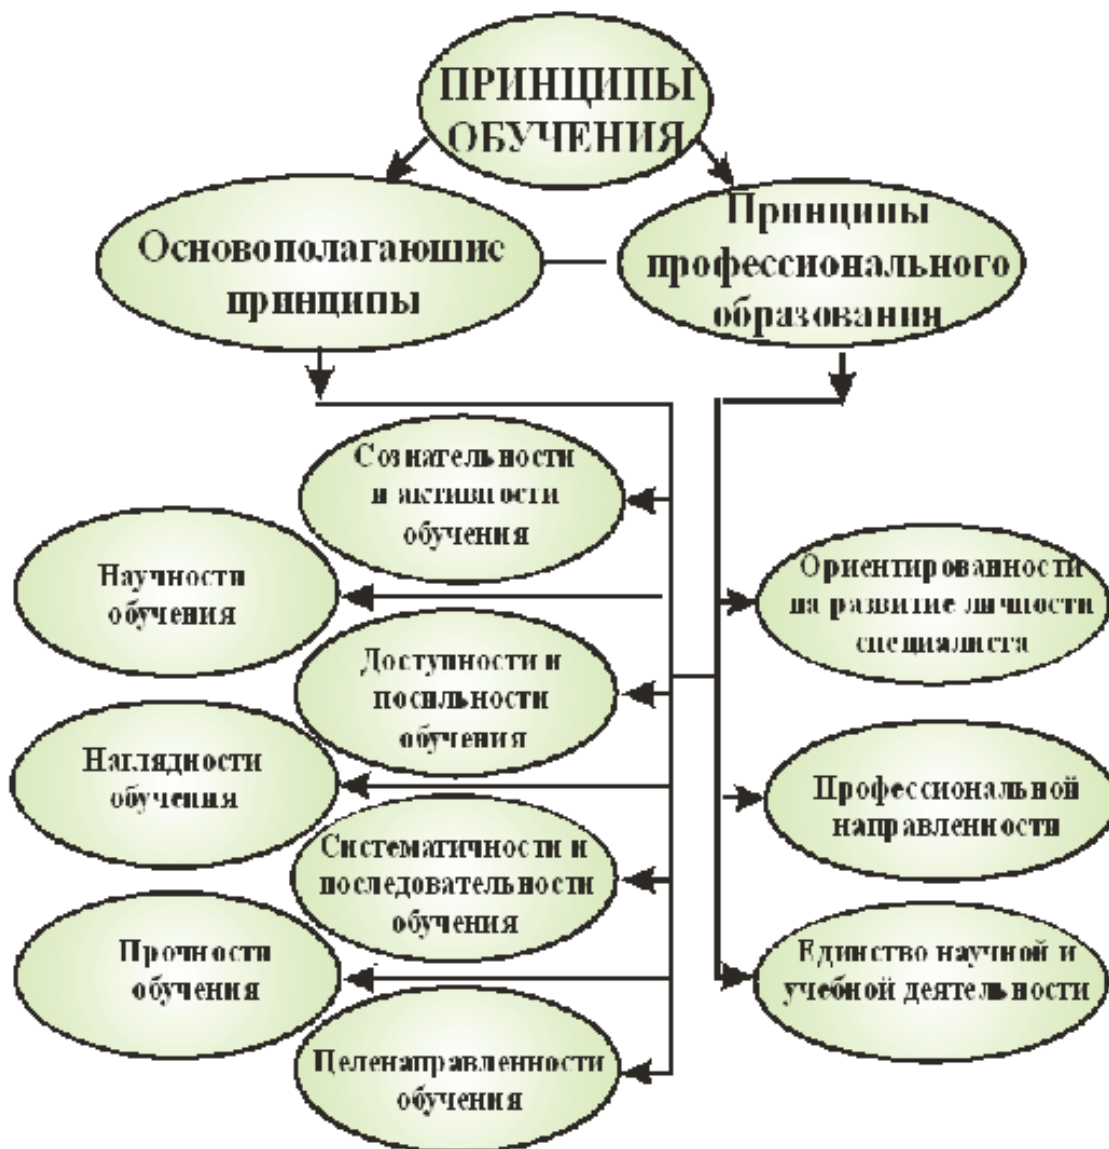 ПРИНЦИПЫ
ОБУЧЕНИЯ
Основополагаюшис
принципы
Принципы
профессионального
образования
Сознательности
и активности
обучения
Научности
обучения
Ориентированности
на развитие личности
специалиста
Доступности и
посильности
обучения
Наглядности
обучения
Профессиональной
направленности
Систематичности и
последовательности
обучения
Прочности
обучения
Единство научной и
учебной деятельности
Целенаправленности
обучения